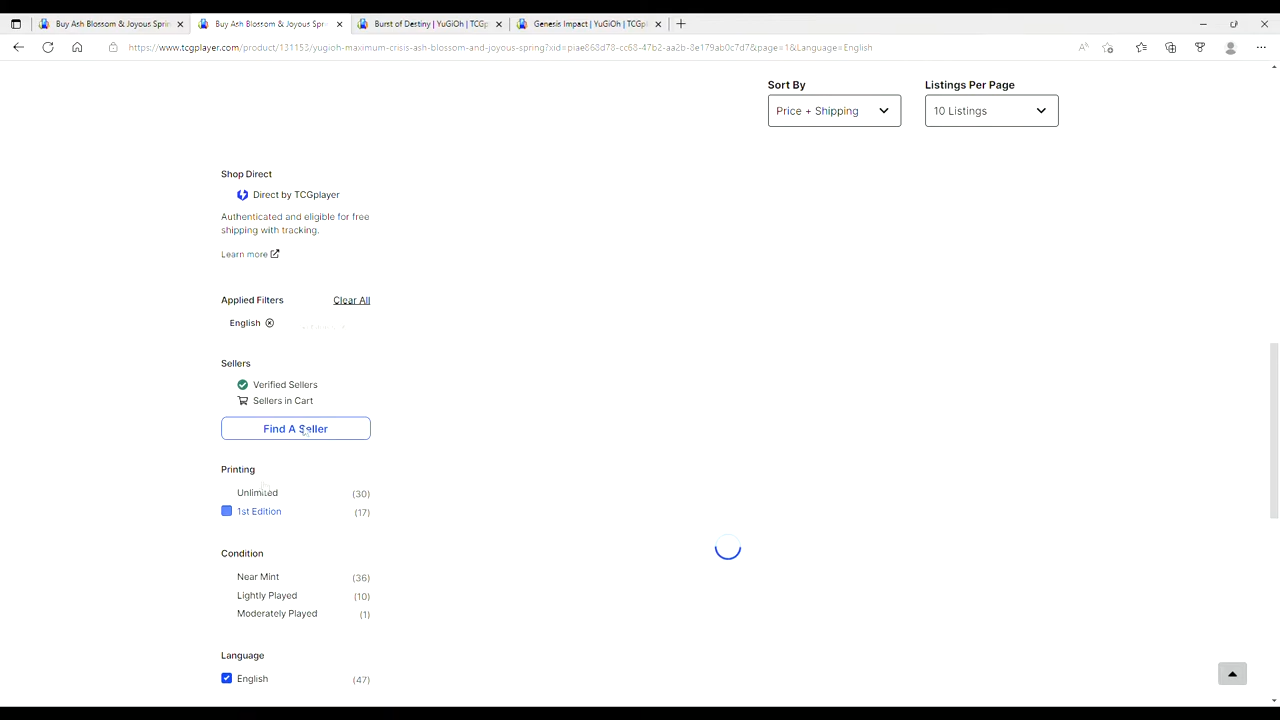 Buy Ash Blossom & Joyous Sprin
Buy Ash Blossom & Joyous Sprin
Burst of Destiny | YuGiOh | TCGp
Genesis Impact | YuGiOh | TCGpl
https://www.tcgplayer.com/product/131153/yugioh-maximum-crisis-ash-blossom-and-joyous-spring?xid=piae868d78-cc68-47b2-aa2b-8e179ab0c7d7&page=1&Language=English
Sort By
Listings Per Page
Price + Shipping
10 Listings
Shop Direct
Direct by TCGplayer
Authenticated and eligible for free
shipping with tracking.
Learn more
Applied Filters
Clear All
English
Sellers
Verified Sellers
Sellers in Cart
Find A Seller
Printing
Unlimited (30)
1st Edition (17)
Condition
Near Mint (36)
Lightly Played (10)
Moderately Played (1)
Language
English (47)